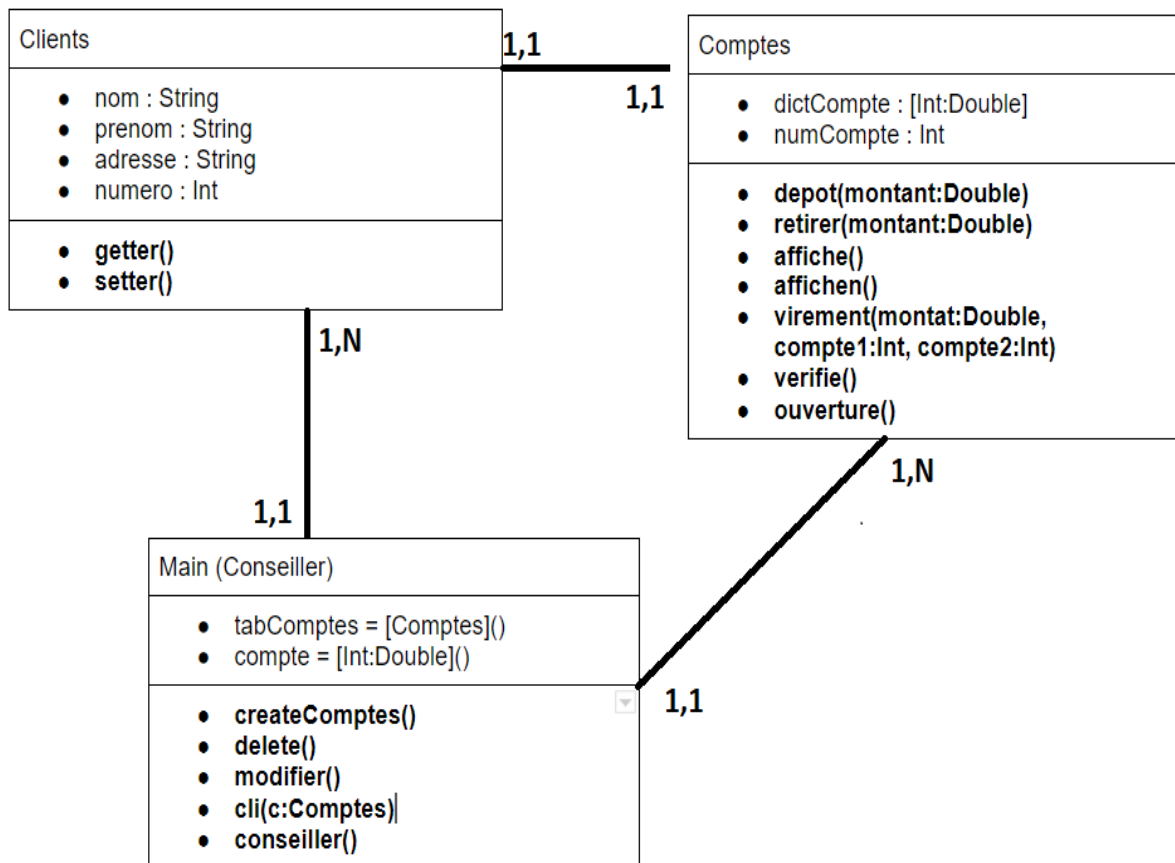 Clients
• nom : String
• prenom : String
• adresse : String
• numero : Int
• getter()
• setter()
1,1
1,1
Comptes
• dictCompte : [Int:Double]
• numCompte : Int
• depot(montant:Double)
• retirer(montant:Double)
• affiche()
• affichen()
• virement(montat:Double,
compte1:Int, compte2:Int)
• verifie()
• ouverture()
1,N
1,1
1,N
1,1
Main (Conseiller)
• tabComptes = [Comptes]()
• compte = [Int:Double]()
• createComptes()
• delete()
• modifier()
• cli(c:Comptes)
• conseiller()